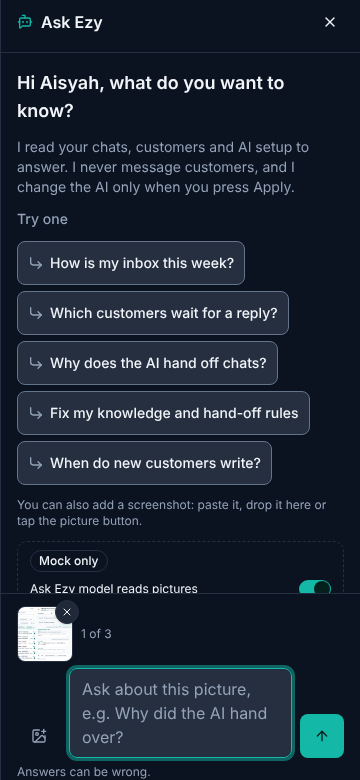 Ask Ezy
Hi Aisyah, what do you want to
know?
I read your chats, customers and AI setup to
answer. I never message customers, and I
change the AI only when you press Apply.
Try one
How is my inbox this week?
Which customers wait for a reply?
Why does the AI hand off chats?
Fix my knowledge and hand-off rules
When do new customers write?
You can also add a screenshot: paste it, drop it here or
tap the picture button.
Mock only
Ask Ezy model reads pictures
1 of 3
Ask about this picture,
e.g. Why did the AI hand
over?
Answers can be wrong.